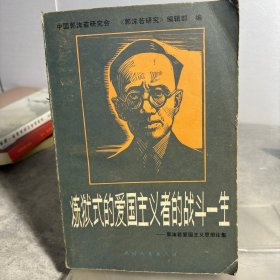 中国郭沫若研究会 《郭沫若研究》编辑部 编
炼狱式的爱国主义者的战斗一生
——郭沫若爱国主义思想论集